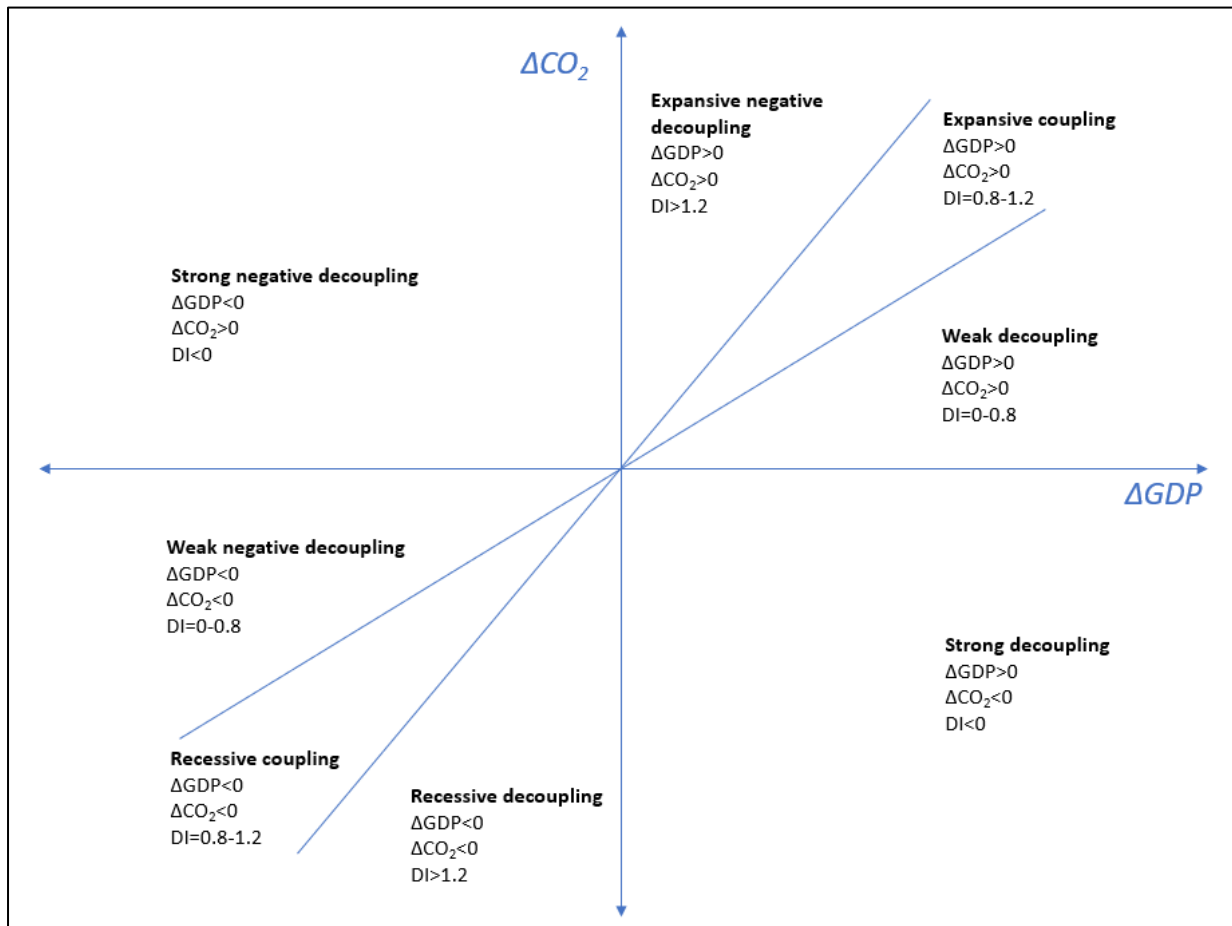 ΔCO₂
Expansive negative
decoupling
ΔGDP>0
ΔCO₂>0
DI>1.2
Expansive coupling
ΔGDP>0
ΔCO₂>0
DI=0.8-1.2
Strong negative decoupling
ΔGDP<0
ΔCO₂>0
DI<0
Weak decoupling
ΔGDP>0
ΔCO₂>0
DI=0-0.8
ΔGDP
Weak negative decoupling
ΔGDP<0
ΔCO₂<0
DI=0-0.8
Strong decoupling
ΔGDP>0
ΔCO₂<0
DI<0
Recessive coupling
ΔGDP<0
ΔCO₂<0
DI=0.8-1.2
Recessive decoupling
ΔGDP<0
ΔCO₂<0
DI>1.2